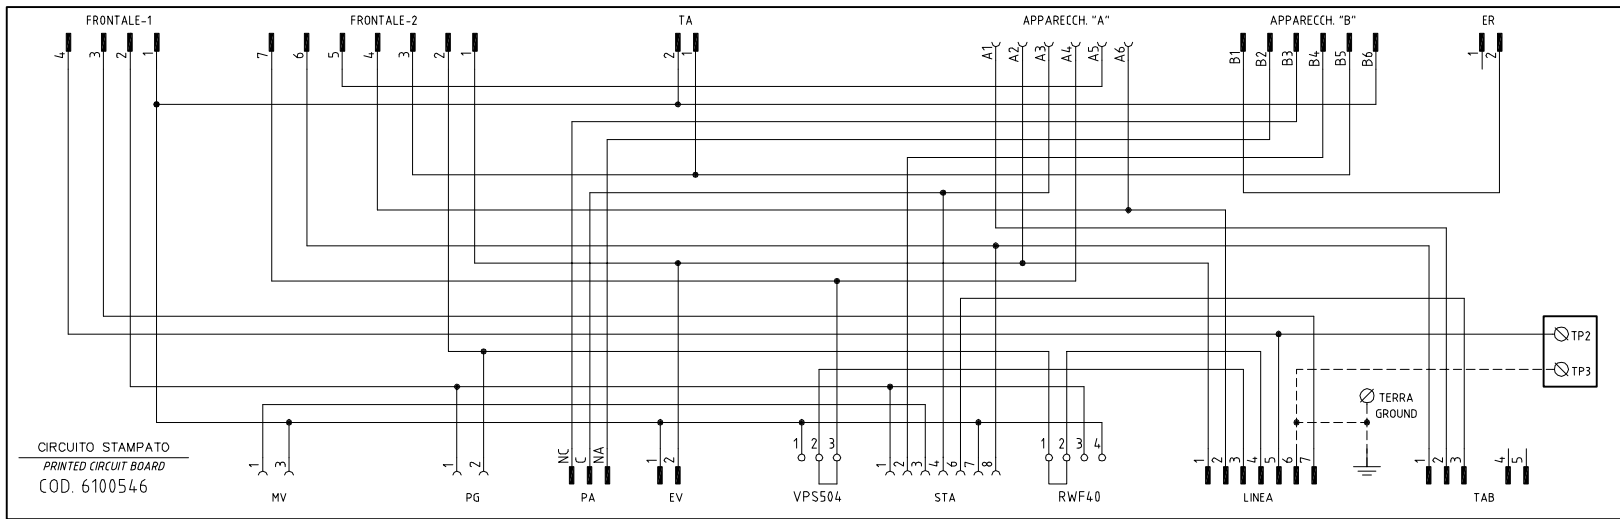 FRONTALE-1 FRONTALE-2 TA APPARECCH. "A" APPARECCH. "B" ER
4 3 2 1 7 6 5 4 3 2 1 2 1 A1 A2 A3 A4 A5 A6 B1 B2 B3 B4 B5 B6 1 2
TP2
TP3
TERRA
GROUND
CIRCUITO STAMPATO
PRINTED CIRCUIT BOARD
COD. 6100546
1 3 1 2 NC C NA 1 2 1 2 3 1 2 3 4 6 7 8 1 2 3 4 1 2 3 4 5 6 7 1 2 3 4 5
MV PG PA EV VPS504 STA RWF40 LINEA TAB